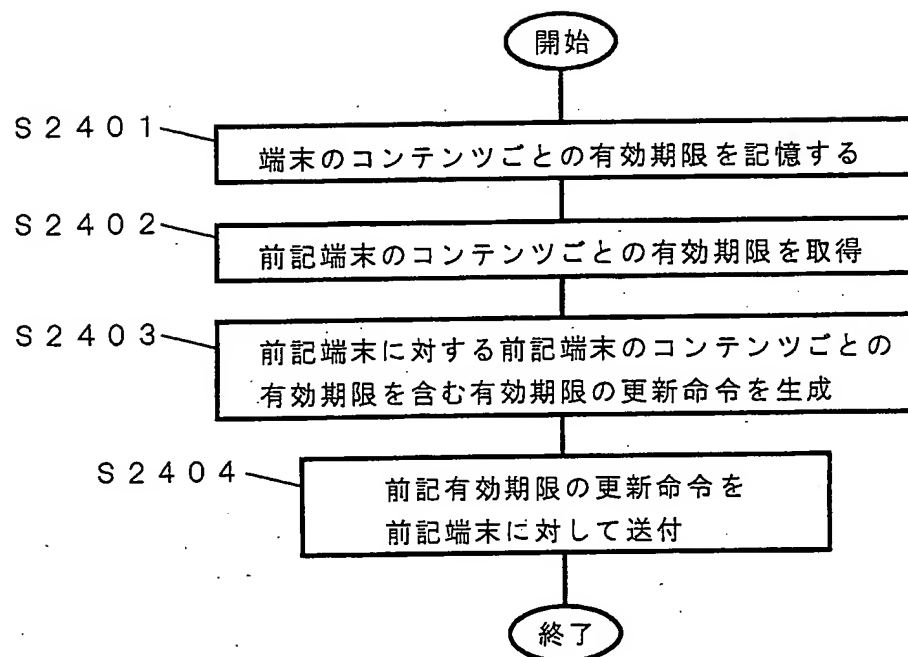 開始
S2401
端末のコンテンツごとの有効期限を記憶する
S2402
前記端末のコンテンツごとの有効期限を取得
S2403
前記端末に対する前記端末のコンテンツごとの
有効期限を含む有効期限の更新命令を生成
S2404
前記有効期限の更新命令を
前記端末に対して送付
終了